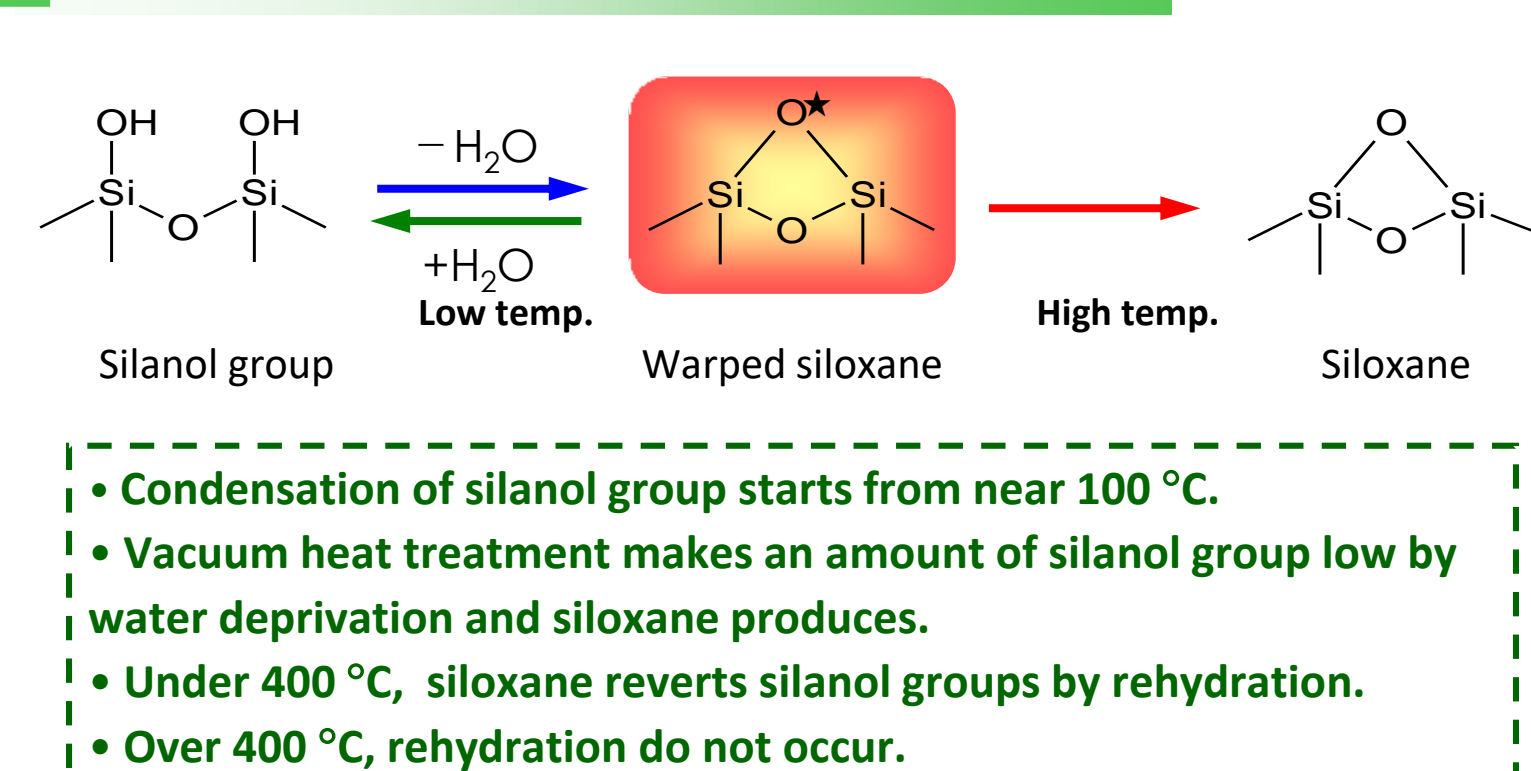 OH OH O★ O
− H₂O
Si Si Si Si Si Si
O O O
+H₂O
Low temp. High temp.
Silanol group Warped siloxane Siloxane
• Condensation of silanol group starts from near 100 °C.
• Vacuum heat treatment makes an amount of silanol group low by
water deprivation and siloxane produces.
• Under 400 °C, siloxane reverts silanol groups by rehydration.
• Over 400 °C, rehydration do not occur.